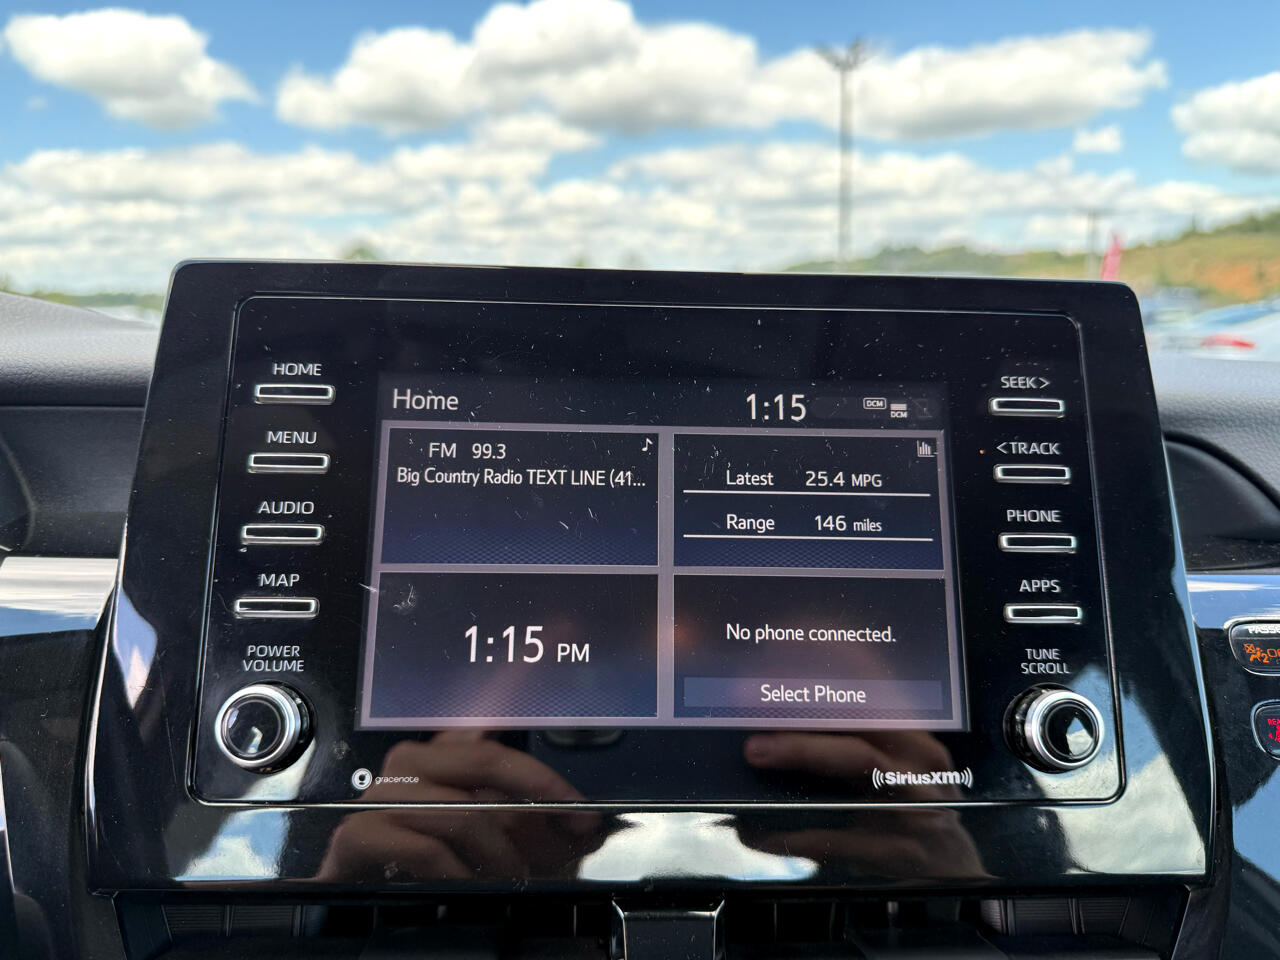 HOME
MENU
AUDIO
MAP
POWER
VOLUME
Home
1:15
DCM
DCM
FM 99.3
Big Country Radio TEXT LINE (41...
Latest 25.4 MPG
Range 146 miles
1:15 PM
No phone connected.
Select Phone
SEEK >
< TRACK
PHONE
APPS
TUNE
SCROLL
gracenote
((SiriusXM))